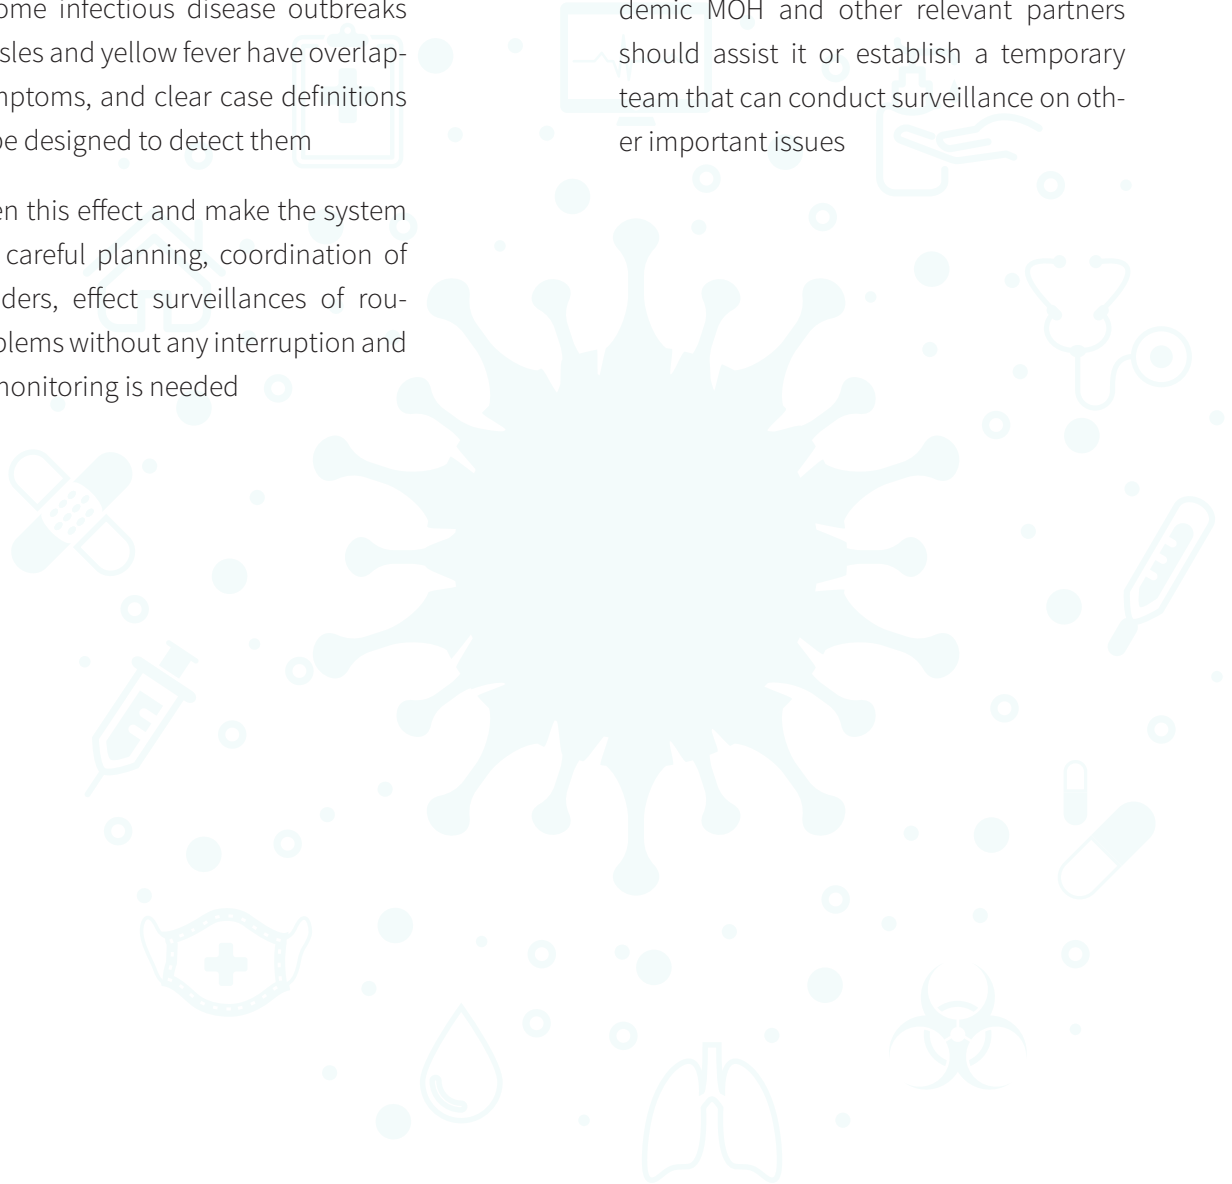 ome infectious disease outbreaks
sles and yellow fever have overlap-
mptoms, and clear case definitions
be designed to detect them
en this effect and make the system
careful planning, coordination of
ders, effect surveillances of rou-
blems without any interruption and
monitoring is needed
demic MOH and other relevant partners
should assist it or establish a temporary
team that can conduct surveillance on oth-
er important issues